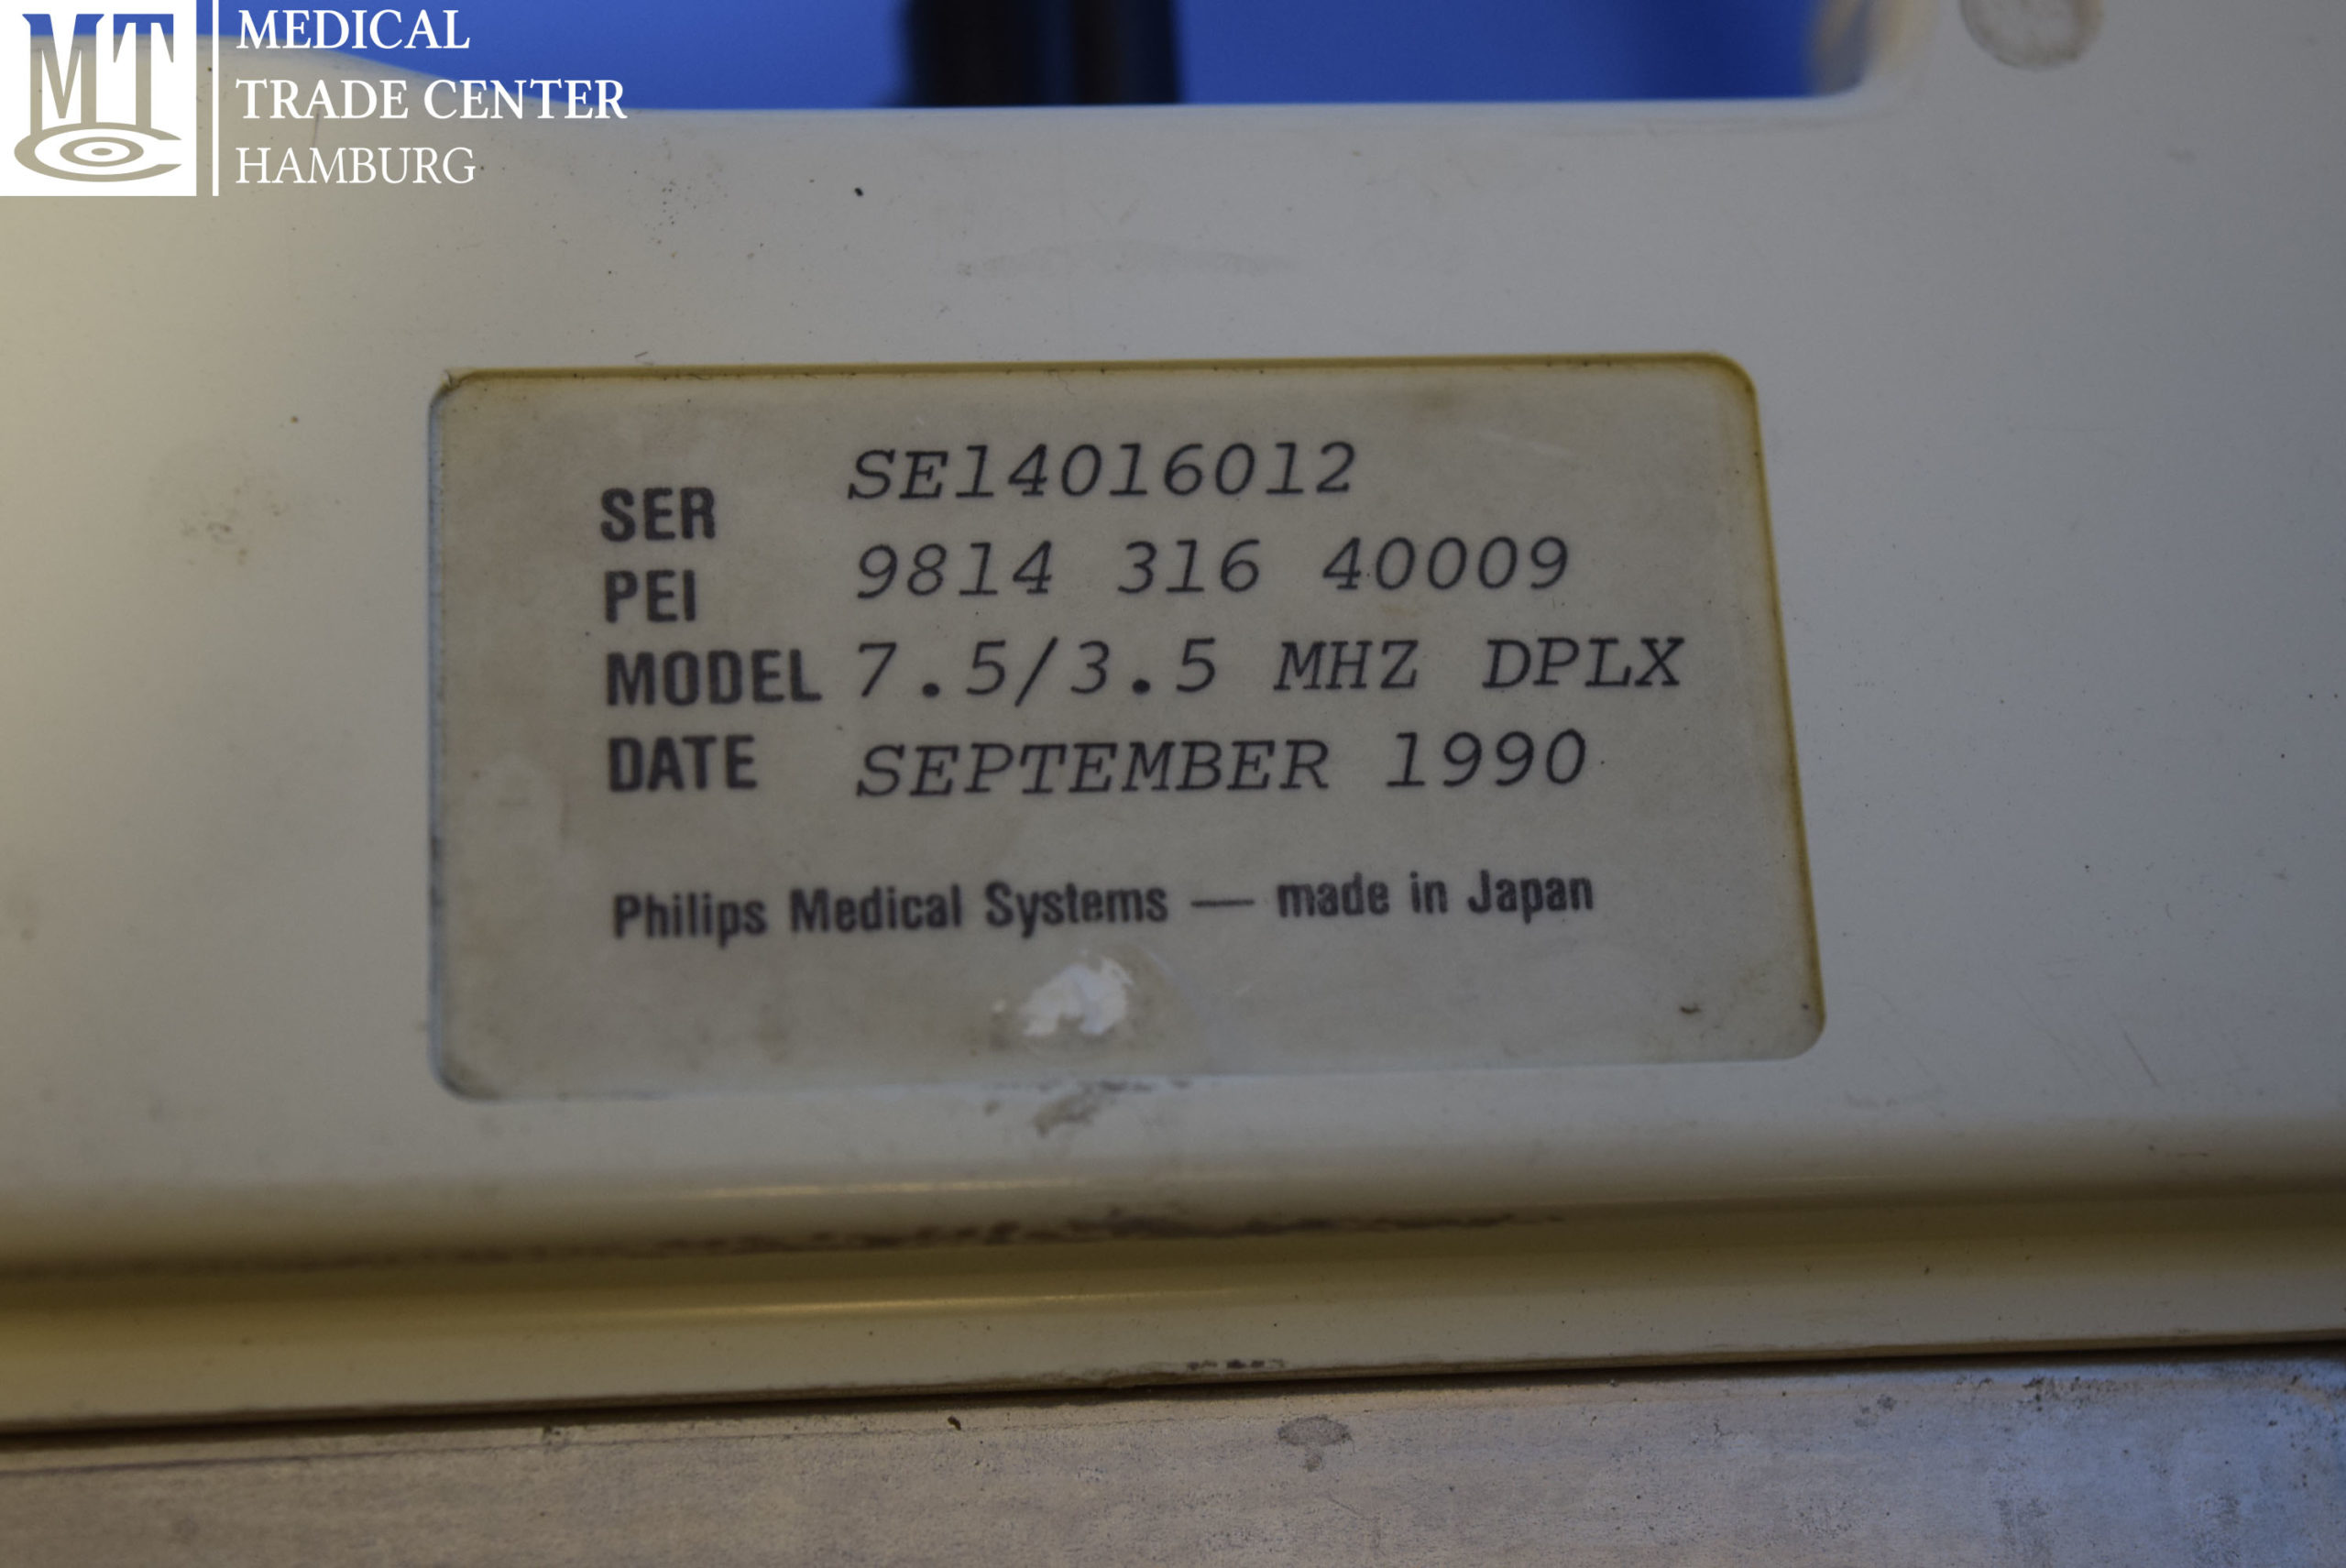 MTC
MEDICAL
TRADE CENTER
HAMBURG
SER SE14016012
PEI 9814 316 40009
MODEL 7.5/3.5 MHZ DPLX
DATE SEPTEMBER 1990
Philips Medical Systems — made in Japan